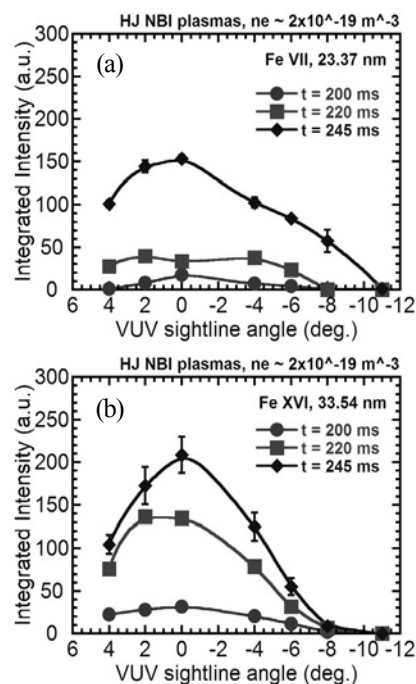 HJ NBI plasmas, ne ~ 2x10^-19 m^-3
300
250
200
150
100
50
0
Integrated Intensity (a.u.)
(a)
Fe VII, 23.37 nm
t = 200 ms
t = 220 ms
t = 245 ms
6 4 2 0 -2 -4 -6 -8 -10 -12
VUV sightline angle (deg.)
HJ NBI plasmas, ne ~ 2x10^-19 m^-3
300
250
200
150
100
50
0
Integrated Intensity (a.u.)
(b)
Fe XVI, 33.54 nm
t = 200 ms
t = 220 ms
t = 245 ms
6 4 2 0 -2 -4 -6 -8 -10 -12
VUV sightline angle (deg.)